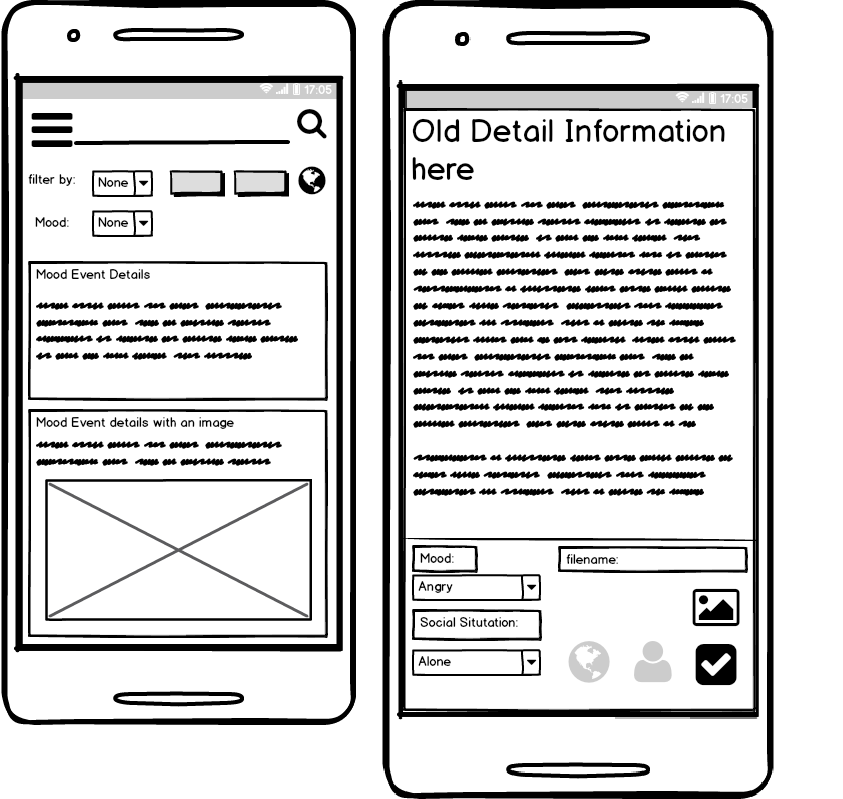 17:05
filter by:
None
Mood:
None
Mood Event Details
Mood Event details with an image
17:05
Old Detail Information
here
Mood:
filename:
Angry
Social Situtation:
Alone